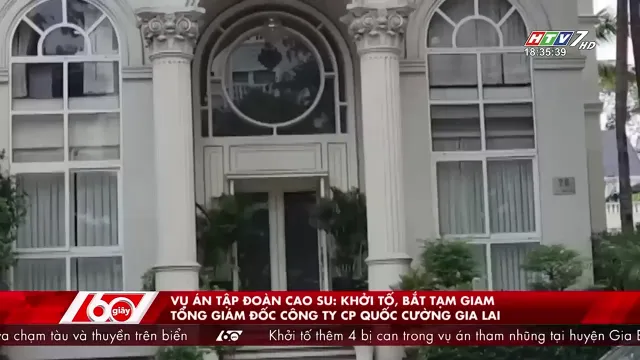 HTV7 HD
18:35:39
60 giây
VỤ ÁN TẬP ĐOÀN CAO SU: KHỞI TỐ, BẮT TẠM GIAM
TỔNG GIÁM ĐỐC CÔNG TY CP QUỐC CƯỜNG GIA LAI
a chạm tàu và thuyền trên biển Khởi tố thêm 4 bị can trong vụ án tham nhũng tại huyện Gia B